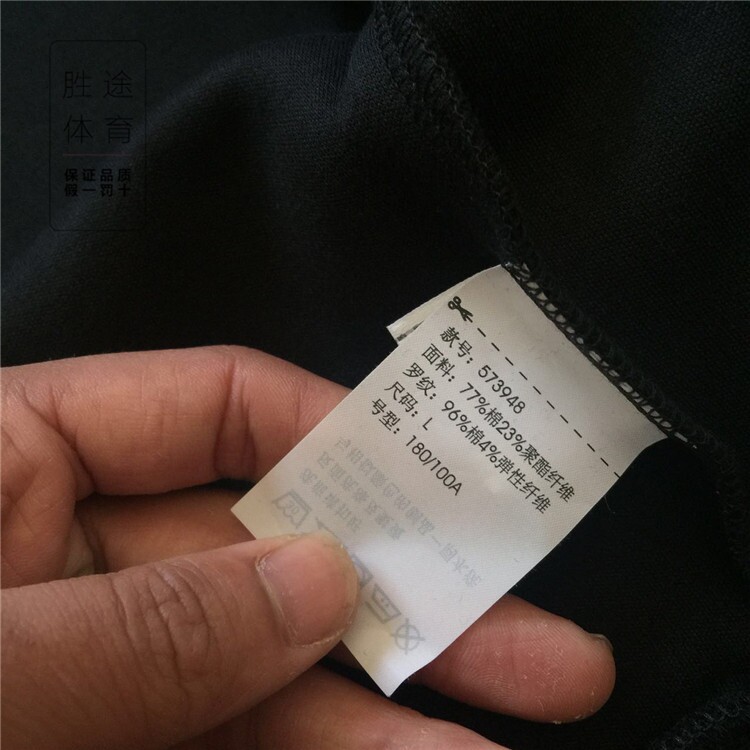 胜途
体育
保证品质
假一罚十
款号：573948
面料：77%棉23%聚酯纤维
罗纹：96%棉4%弹性纤维
尺码：L
号型：180/100A